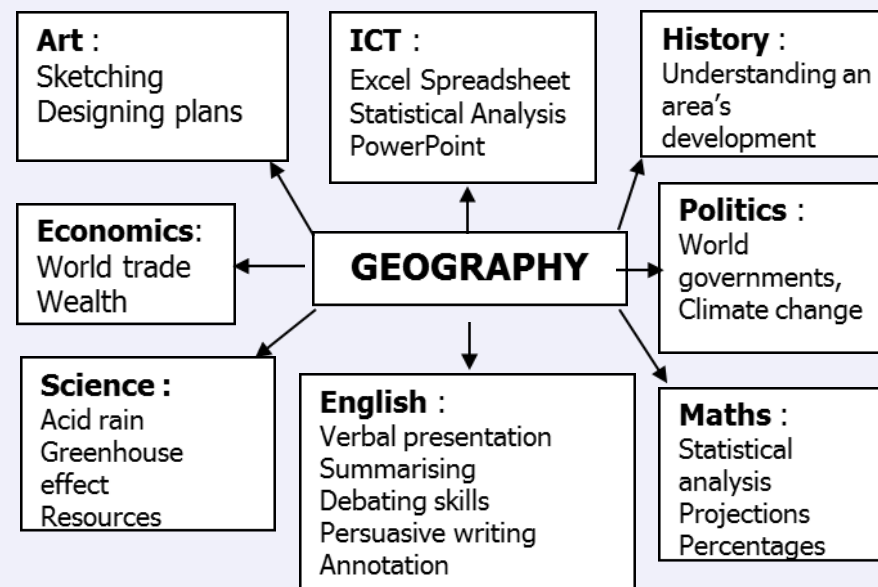 Art :
Sketching
Designing plans
ICT :
Excel Spreadsheet
Statistical Analysis
PowerPoint
History :
Understanding an
area’s
development
Economics:
World trade
Wealth
GEOGRAPHY
Politics :
World
governments,
Climate change
Science :
Acid rain
Greenhouse
effect
Resources
English :
Verbal presentation
Summarising
Debating skills
Persuasive writing
Annotation
Maths :
Statistical
analysis
Projections
Percentages